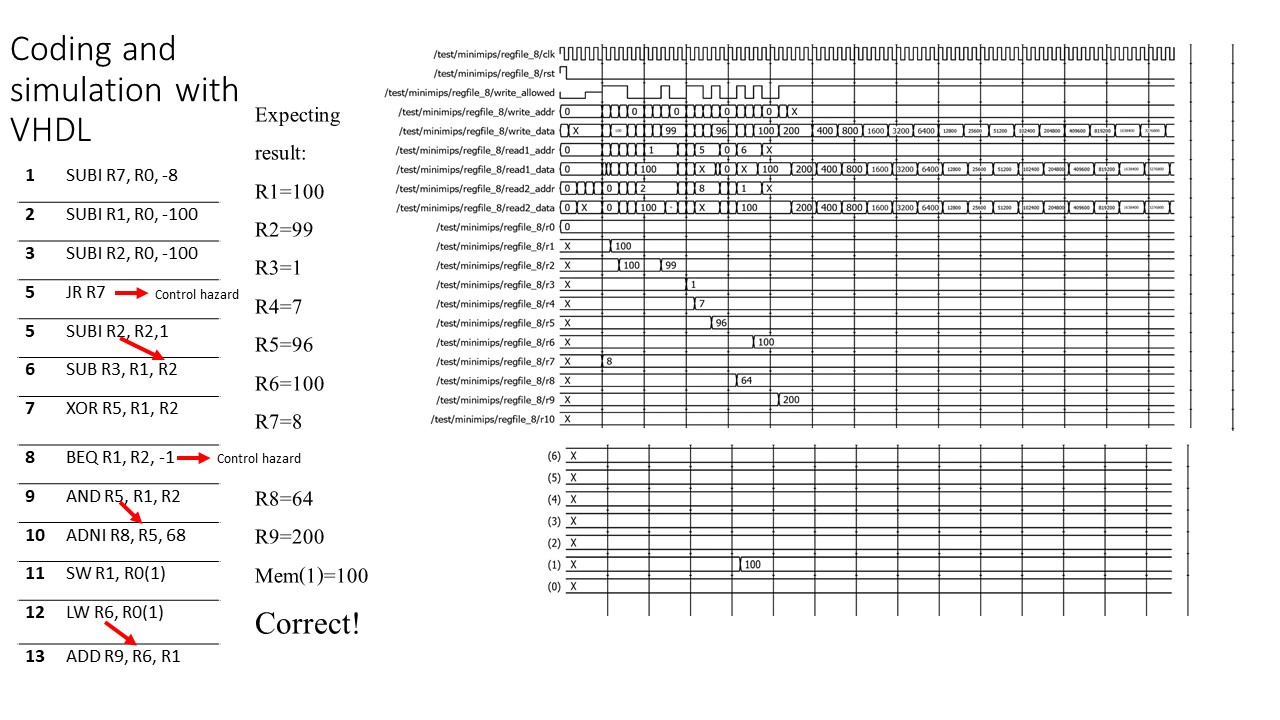 Coding and
simulation with
VHDL
1 SUBI R7, R0, -8
2 SUBI R1, R0, -100
3 SUBI R2, R0, -100
5 JR R7 Control hazard
5 SUBI R2, R2,1
6 SUB R3, R1, R2
7 XOR R5, R1, R2
8 BEQ R1, R2, -1 Control hazard
9 AND R5, R1, R2
10 ADNI R8, R5, 68
11 SW R1, R0(1)
12 LW R6, R0(1)
13 ADD R9, R6, R1
Expecting
result:
R1=100
R2=99
R3=1
R4=7
R5=96
R6=100
R7=8
R8=64
R9=200
Mem(1)=100
Correct!
/test/minimips/regfile_8/clk
/test/minimips/regfile_8/rst
/test/minimips/regfile_8/write_allowed
/test/minimips/regfile_8/write_addr 0 0 0 0 0 X
/test/minimips/regfile_8/write_data X 100 99 96 100 200 400 800 1600 3200 6400 12800 25600 51200 102400 204800 409600 819200 1638400 3276800
/test/minimips/regfile_8/read1_addr 0 1 5 0 6 X
/test/minimips/regfile_8/read1_data 0 100 X 0 X 100 200 400 800 1600 3200 6400 12800 25600 51200 102400 204800 409600 819200 1638400 3276800
/test/minimips/regfile_8/read2_addr 0 0 2 8 1 X
/test/minimips/regfile_8/read2_data 0 X 0 100 - X 100 200 400 800 1600 3200 6400 12800 25600 51200 102400 204800 409600 819200 1638400 3276800
/test/minimips/regfile_8/r0 0
/test/minimips/regfile_8/r1 X 100
/test/minimips/regfile_8/r2 X 100 99
/test/minimips/regfile_8/r3 X 1
/test/minimips/regfile_8/r4 X 7
/test/minimips/regfile_8/r5 X 96
/test/minimips/regfile_8/r6 X 100
/test/minimips/regfile_8/r7 X 8
/test/minimips/regfile_8/r8 X 64
/test/minimips/regfile_8/r9 X 200
/test/minimips/regfile_8/r10 X
(6) X
(5) X
(4) X
(3) X
(2) X
(1) X 100
(0) X